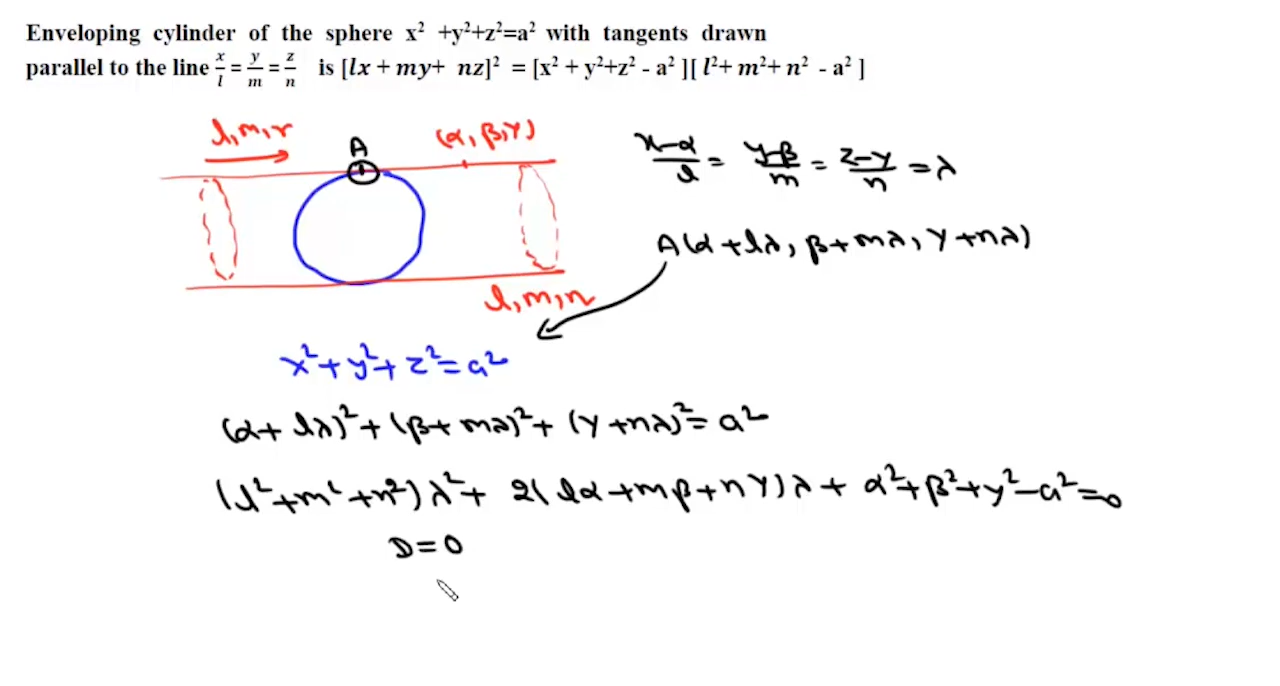 Enveloping cylinder of the sphere x² +y²+z²=a² with tangents drawn
parallel to the line x/l = y/m = z/n is [lx + my+ nz]² = [x² + y²+z² - a² ][ l²+ m²+ n² - a² ]
l,m,r
A
(α, β, γ)
(x-α)/l = (y-β)/m = (z-γ)/n = λ
A(α + lλ, β + mλ, γ + nλ)
l,m,n
x² + y² + z² = a²
(α + lλ)² + (β + mλ)² + (γ + nλ)² = a²
(l² + m² + n²) λ² + 2(lα + mβ + nγ) λ + α² + β² + γ² - a² = 0
D = 0